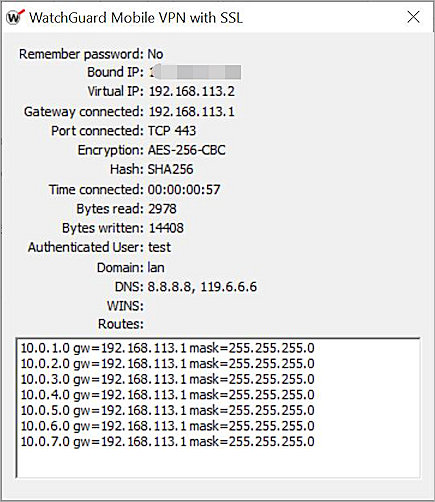 WatchGuard Mobile VPN with SSL
Remember password: No
Bound IP:
Virtual IP: 192.168.113.2
Gateway connected: 192.168.113.1
Port connected: TCP 443
Encryption: AES-256-CBC
Hash: SHA256
Time connected: 00:00:00:57
Bytes read: 2978
Bytes written: 14408
Authenticated User: test
Domain: lan
DNS: 8.8.8.8, 119.6.6.6
WINS:
Routes:
10.0.1.0 gw=192.168.113.1 mask=255.255.255.0
10.0.2.0 gw=192.168.113.1 mask=255.255.255.0
10.0.3.0 gw=192.168.113.1 mask=255.255.255.0
10.0.4.0 gw=192.168.113.1 mask=255.255.255.0
10.0.5.0 gw=192.168.113.1 mask=255.255.255.0
10.0.6.0 gw=192.168.113.1 mask=255.255.255.0
10.0.7.0 gw=192.168.113.1 mask=255.255.255.0